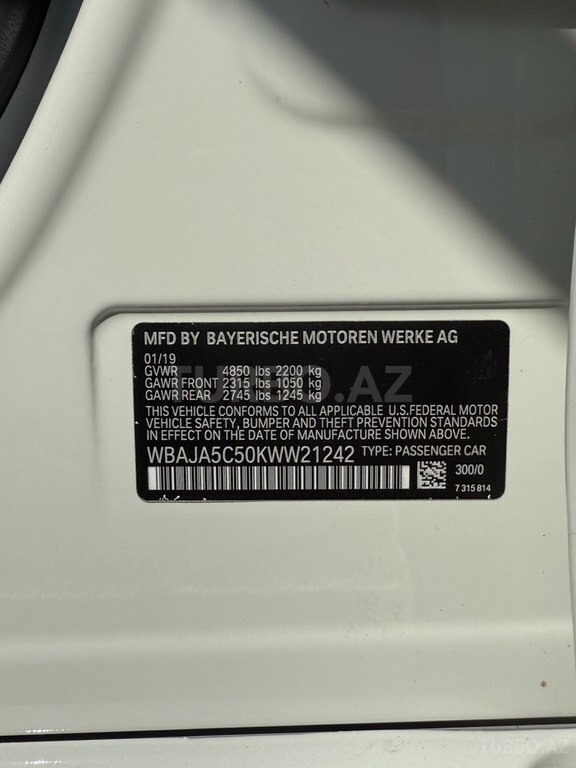 MFD BY BAYERISCHE MOTOREN WERKE AG
01/19
GVWR 4850 lbs 2200 kg
GAWR FRONT 2315 lbs 1050 kg
GAWR REAR 2745 lbs 1245 kg
THIS VEHICLE CONFORMS TO ALL APPLICABLE U.S.FEDERAL MOTOR
VEHICLE SAFETY, BUMPER AND THEFT PREVENTION STANDARDS
IN EFFECT ON THE DATE OF MANUFACTURE SHOWN ABOVE.
WBAJA5C50KWW21242 TYPE: PASSENGER CAR
300/0
7 315 814
TURBO.AZ
TURBO.AZ